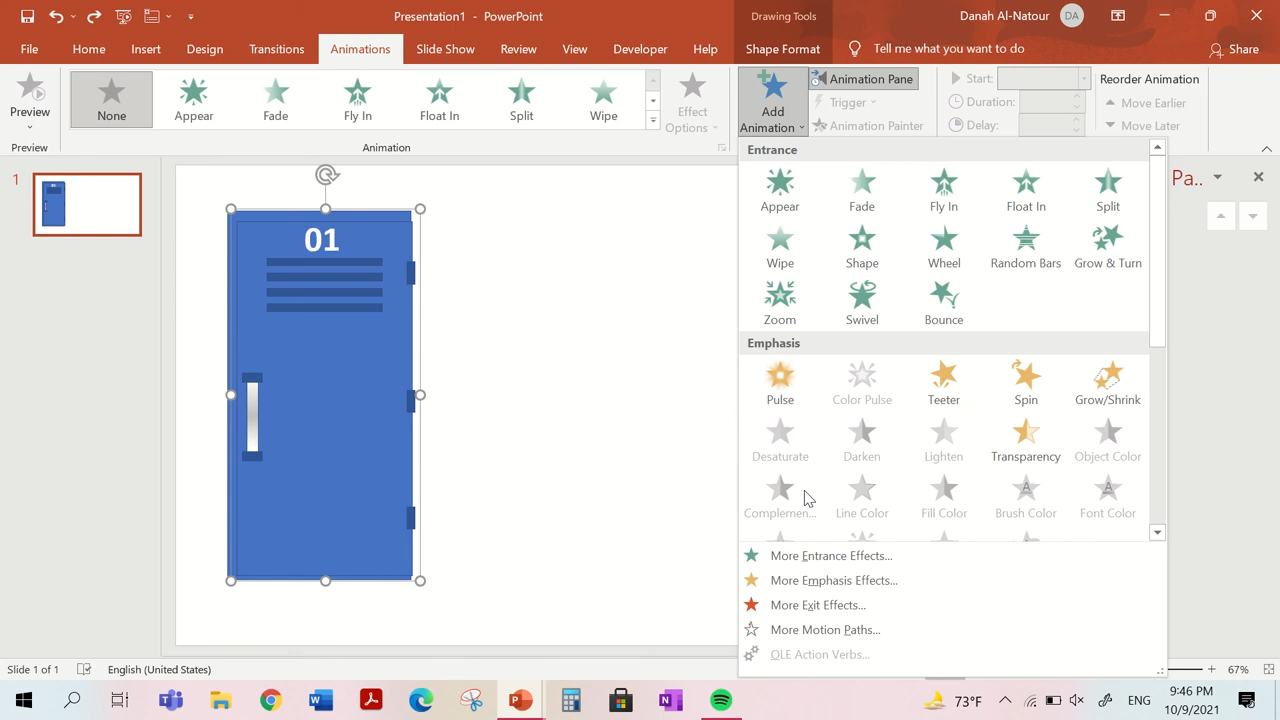 Presentation1 - PowerPoint
Drawing Tools
Danah Al-Natour
DA
File
Home
Insert
Design
Transitions
Animations
Slide Show
Review
View
Developer
Help
Shape Format
Tell me what you want to do
Share
Preview
Preview
None
Appear
Fade
Fly In
Float In
Split
Wipe
Animation
Effect
Options
Add
Animation
Animation Pane
Trigger
Animation Painter
Start:
Duration:
Delay:
Reorder Animation
Move Earlier
Move Later
1
01
Pa..
Entrance
Appear
Fade
Fly In
Float In
Split
Wipe
Shape
Wheel
Random Bars
Grow & Turn
Zoom
Swivel
Bounce
Emphasis
Pulse
Color Pulse
Teeter
Spin
Grow/Shrink
Desaturate
Darken
Lighten
Transparency
Object Color
Complemen...
Line Color
Fill Color
Brush Color
Font Color
More Entrance Effects...
More Emphasis Effects...
More Exit Effects...
More Motion Paths...
OLE Action Verbs...
Slide 1 of 1
English (United States)
67%
73°F
ENG
9:46 PM
10/9/2021